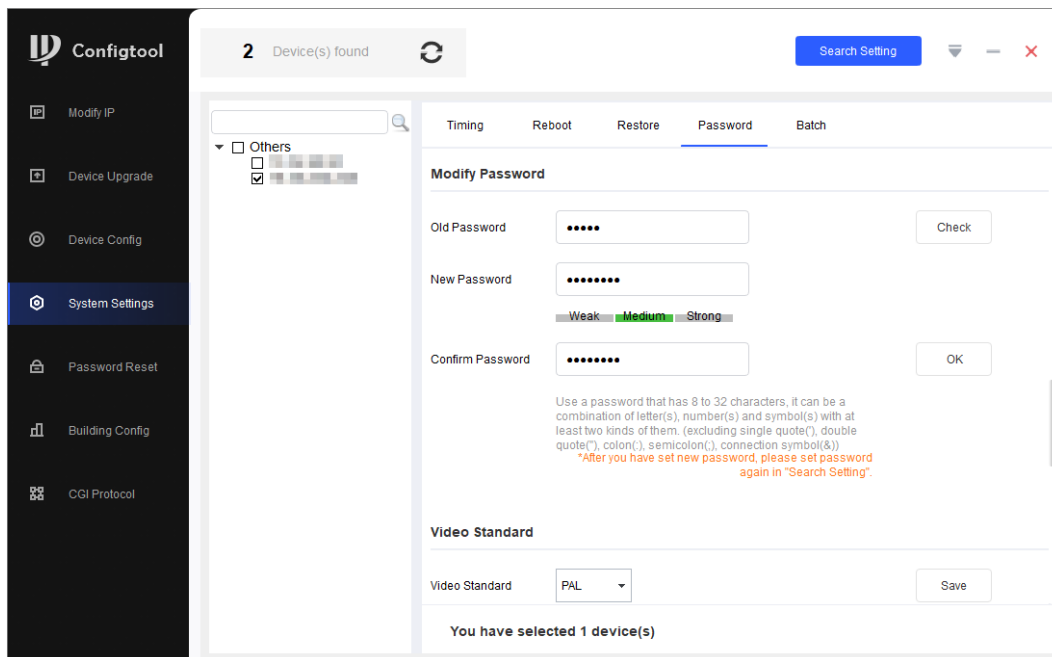 Configtool
2 Device(s) found
Search Setting
Modify IP
Device Upgrade
Device Config
System Settings
Password Reset
Building Config
CGI Protocol
Others
Timing Reboot Restore Password Batch
Modify Password
Old Password ••••• Check
New Password ••••••••
Weak Medium Strong
Confirm Password •••••••• OK
Use a password that has 8 to 32 characters, it can be a
combination of letter(s), number(s) and symbol(s) with at
least two kinds of them. (excluding single quote('), double
quote("), colon(:), semicolon(;), connection symbol(&))
*After you have set new password, please set password
again in "Search Setting".
Video Standard
Video Standard PAL Save
You have selected 1 device(s)